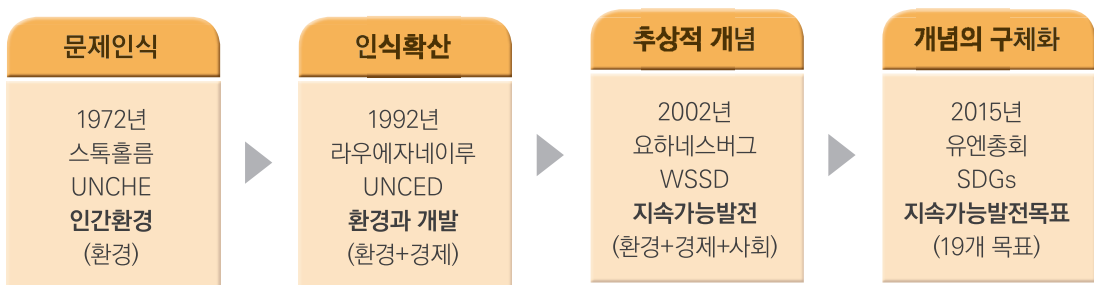 문제인식
1972년
스톡홀름
UNCHE
인간환경
(환경)
인식확산
1992년
라우에자네이루
UNCED
환경과 개발
(환경+경제)
추상적 개념
2002년
요하네스버그
WSSD
지속가능발전
(환경+경제+사회)
개념의 구체화
2015년
유엔총회
SDGs
지속가능발전목표
(19개 목표)